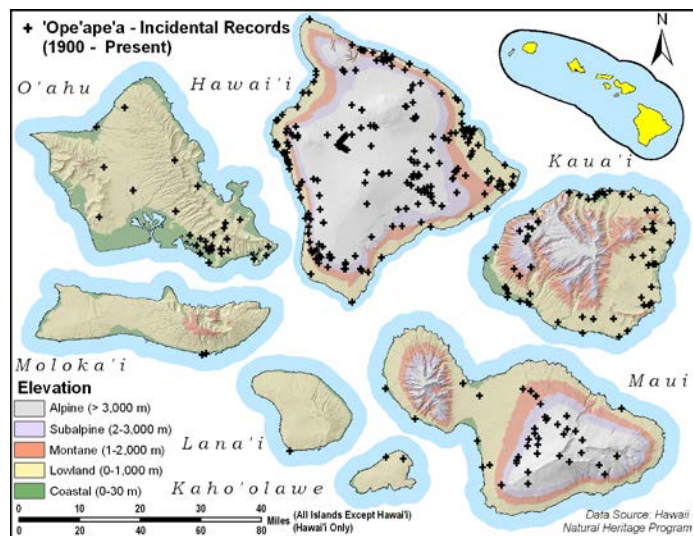 + 'Ope'ape'a - Incidental Records
(1900 - Present)
N
O'ahu
Hawai'i
Kaua'i
Moloka'i
Maui
Lana'i
Kaho'olawe
Elevation
Alpine (> 3,000 m)
Subalpine (2-3,000 m)
Montane (1-2,000 m)
Lowland (0-1,000 m)
Coastal (0-30 m)
0 10 20 30 40
Miles
(All Islands Except Hawai'i)
(Hawai'i Only)
0 20 40 60 80
Data Source: Hawaii
Natural Heritage Program